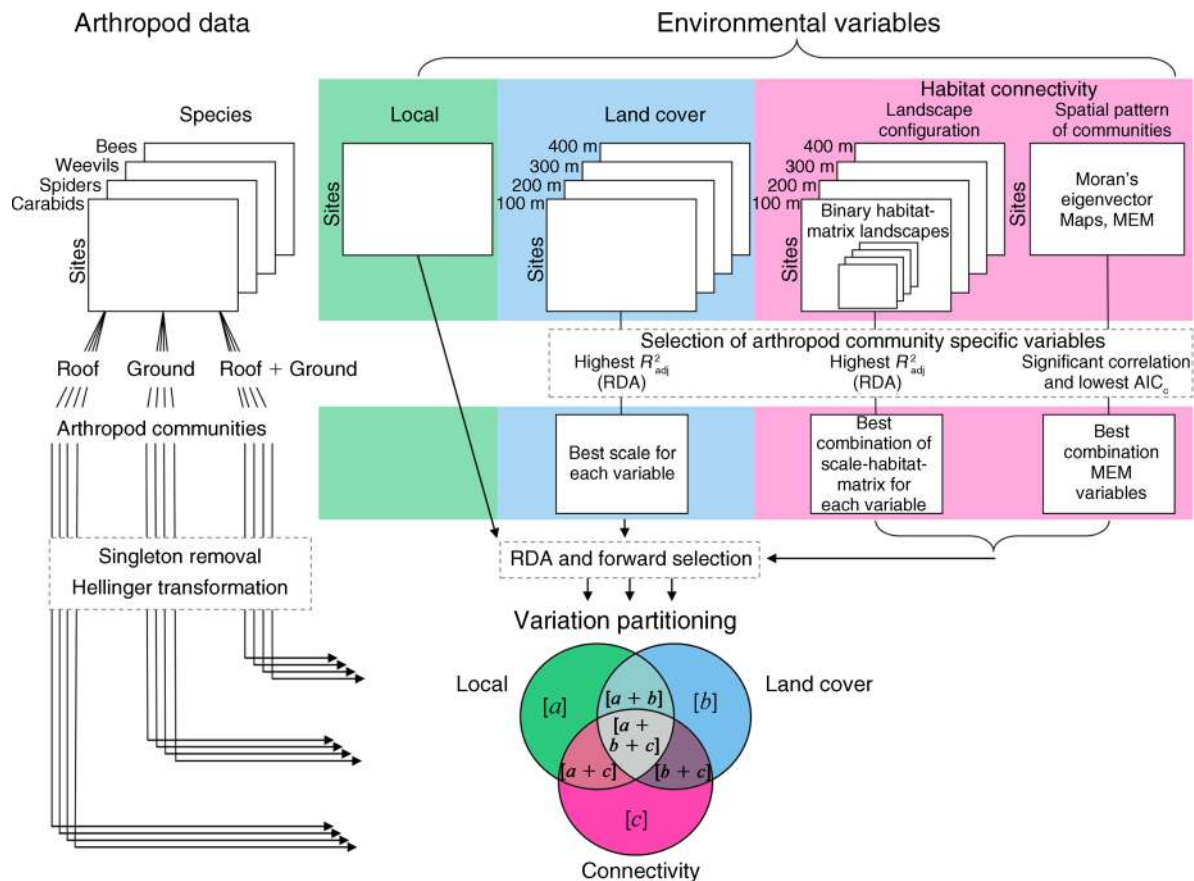 Arthropod data
Environmental variables
Species
Bees
Weevils
Spiders
Carabids
Sites
Local
Sites
Land cover
400 m
300 m
200 m
100 m
Sites
Habitat connectivity
Landscape
configuration
400 m
300 m
200 m
100 m
Sites
Binary habitat-
matrix landscapes
Spatial pattern
of communities
Sites
Moran's
eigenvector
Maps, MEM
Roof
Ground
Roof + Ground
Arthropod communities
Selection of arthropod community specific variables
Highest R²adj
(RDA)
Highest R²adj
(RDA)
Significant correlation
and lowest AICc
Best scale for
each variable
Best
combination of
scale-habitat-
matrix for
each variable
Best
combination
MEM
variables
Singleton removal
Hellinger transformation
RDA and forward selection
Variation partitioning
Local
Land cover
[a]
[a + b]
[b]
[a +
b + c]
[a + c]
[b + c]
[c]
Connectivity